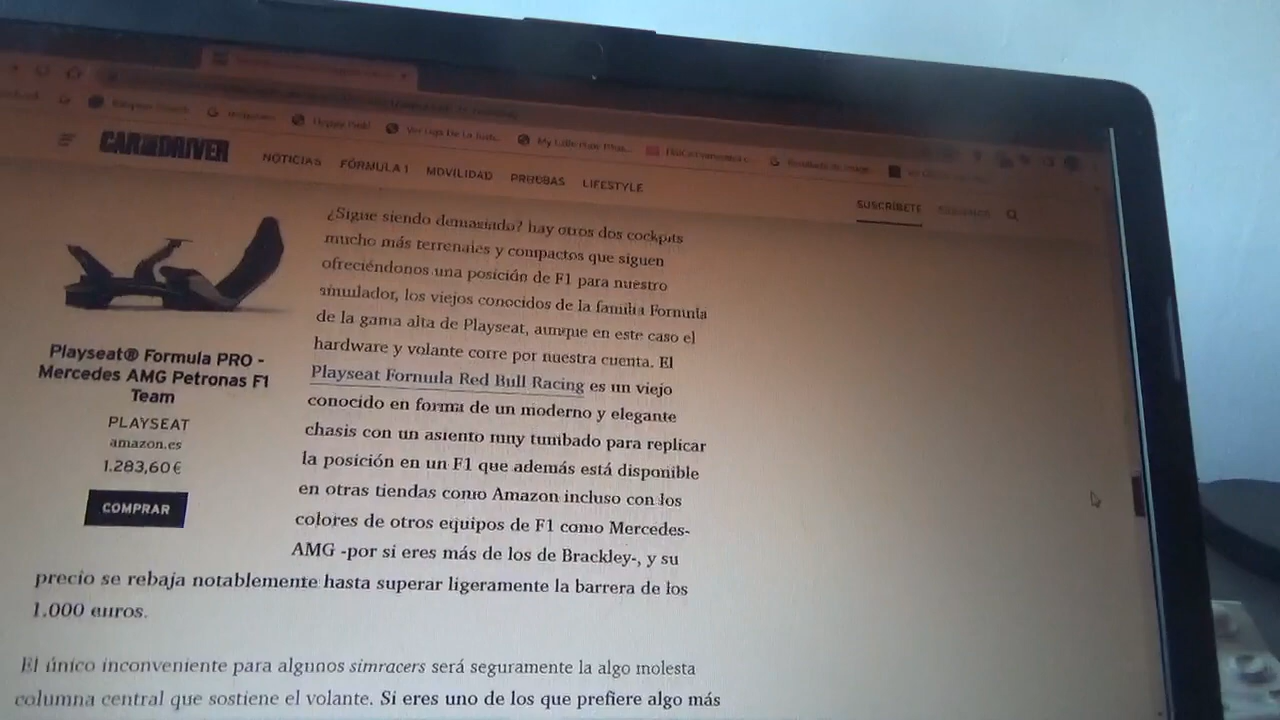 CAR AND DRIVER
NOTICIAS FÓRMULA 1 MOVILIDAD PRUEBAS LIFESTYLE
SUSCRÍBETE
¿Sigue siendo demasiado? hay otros dos cockpits
mucho más terrenales y compactos que siguen
ofreciéndonos una posición de F1 para nuestro
simulador, los viejos conocidos de la familia Formula
de la gama alta de Playseat, aunque en este caso el
hardware y volante corre por nuestra cuenta. El
Playseat Formula Red Bull Racing es un viejo
conocido en forma de un moderno y elegante
chasis con un asiento muy tumbado para replicar
la posición en un F1 que además está disponible
en otras tiendas como Amazon incluso con los
colores de otros equipos de F1 como Mercedes-
AMG -por si eres más de los de Brackley-, y su
precio se rebaja notablemente hasta superar ligeramente la barrera de los
1.000 euros.
Playseat® Formula PRO -
Mercedes AMG Petronas F1
Team
PLAYSEAT
amazon.es
1.283,60€
COMPRAR
El único inconveniente para algunos simracers será seguramente la algo molesta
columna central que sostiene el volante. Si eres uno de los que prefiere algo más